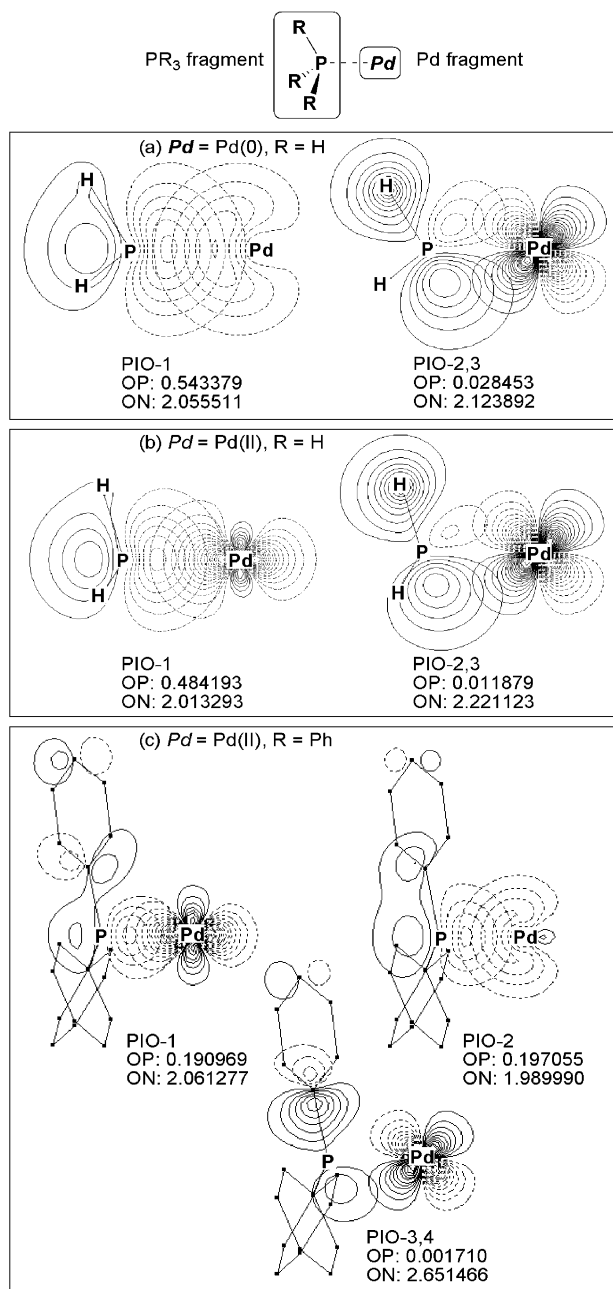 R
PR3 fragment
P
Pd
Pd fragment
R
R
(a) Pd = Pd(0), R = H
H
P
Pd
H
H
P
Pd
H
PIO-1
OP: 0.543379
ON: 2.055511
PIO-2,3
OP: 0.028453
ON: 2.123892
(b) Pd = Pd(II), R = H
H
P
Pd
H
H
P
Pd
H
PIO-1
OP: 0.484193
ON: 2.013293
PIO-2,3
OP: 0.011879
ON: 2.221123
(c) Pd = Pd(II), R = Ph
P
Pd
P
Pd
PIO-1
OP: 0.190969
ON: 2.061277
PIO-2
OP: 0.197055
ON: 1.989990
P
Pd
PIO-3,4
OP: 0.001710
ON: 2.651466